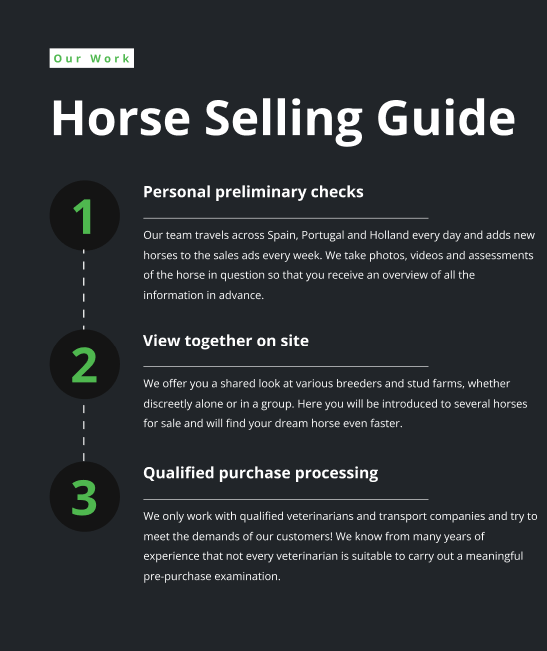 Our Work
Horse Selling Guide
1
Personal preliminary checks
Our team travels across Spain, Portugal and Holland every day and adds new
horses to the sales ads every week. We take photos, videos and assessments
of the horse in question so that you receive an overview of all the
information in advance.
2
View together on site
We offer you a shared look at various breeders and stud farms, whether
discreetly alone or in a group. Here you will be introduced to several horses
for sale and will find your dream horse even faster.
3
Qualified purchase processing
We only work with qualified veterinarians and transport companies and try to
meet the demands of our customers! We know from many years of
experience that not every veterinarian is suitable to carry out a meaningful
pre-purchase examination.